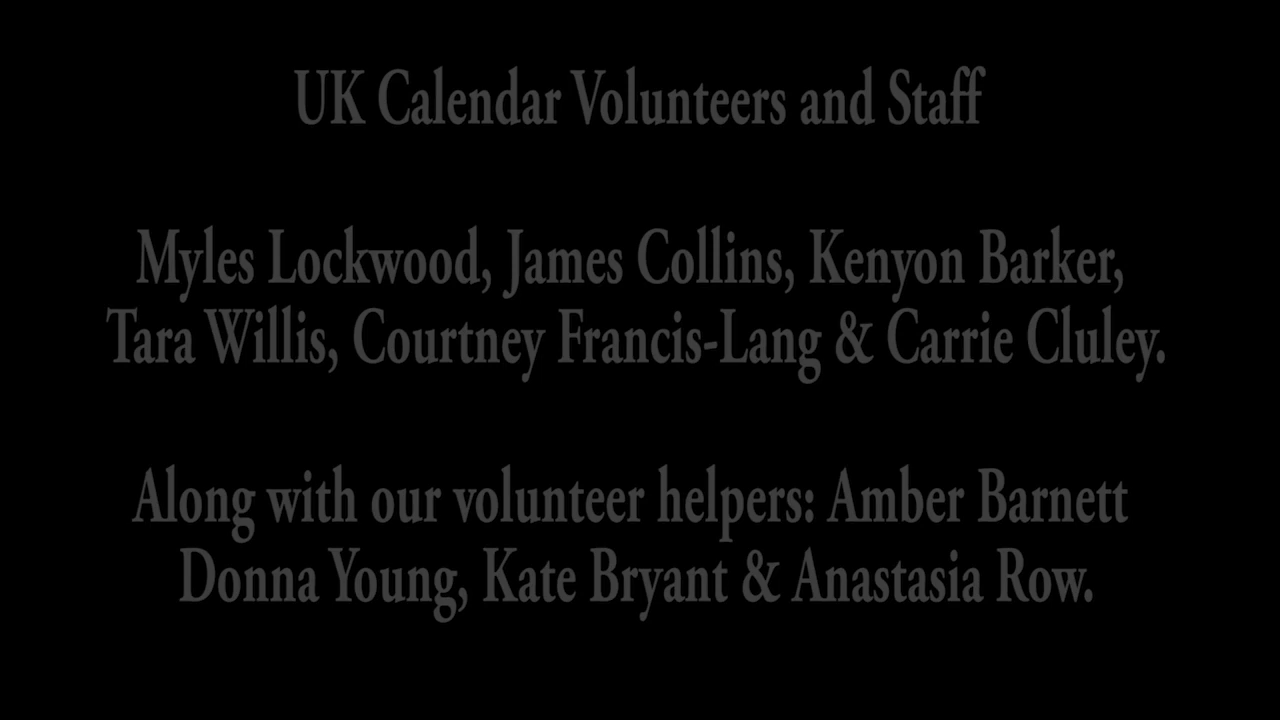 UK Calendar Volunteers and Staff
Myles Lockwood, James Collins, Kenyon Barker,
Tara Willis, Courtney Francis-Lang & Carrie Cluley.
Along with our volunteer helpers: Amber Barnett
Donna Young, Kate Bryant & Anastasia Row.